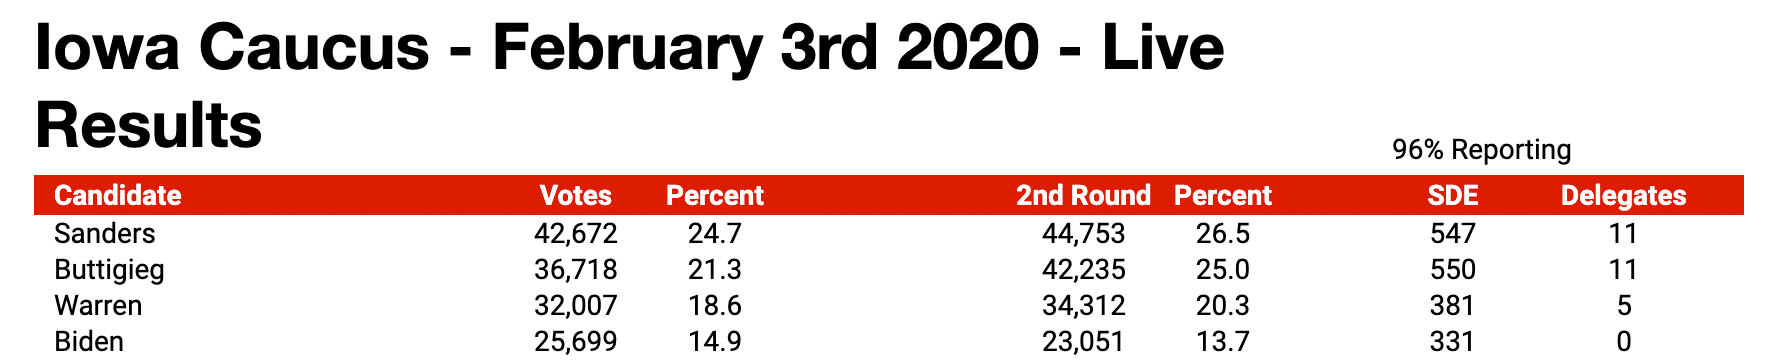 Iowa Caucus - February 3rd 2020 - Live
Results
96% Reporting
Candidate Votes Percent 2nd Round Percent SDE Delegates
Sanders 42,672 24.7 44,753 26.5 547 11
Buttigieg 36,718 21.3 42,235 25.0 550 11
Warren 32,007 18.6 34,312 20.3 381 5
Biden 25,699 14.9 23,051 13.7 331 0